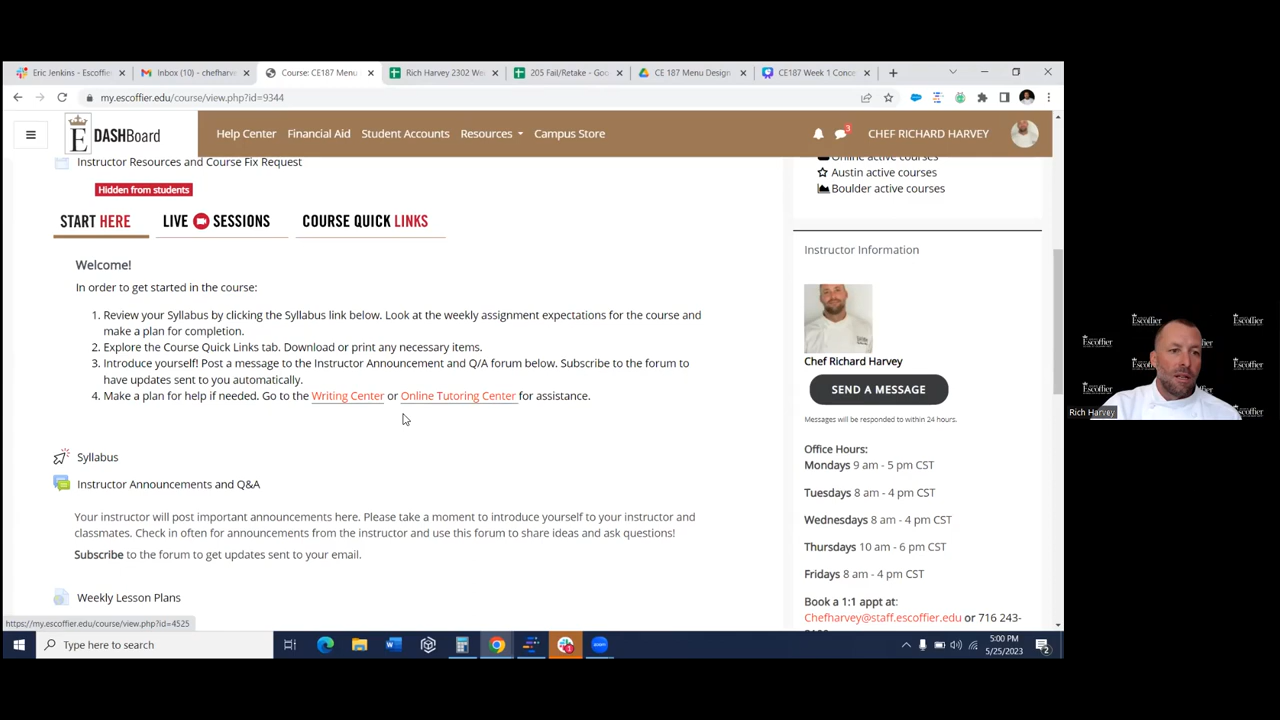 Eric Jenkins - Escoffie
Inbox (10) - chefharve
Course: CE187 Menu
Rich Harvey 2302 We
205 Fail/Retake - Goo
CE 187 Menu Design
CE187 Week 1 Conce
my.escoffier.edu/course/view.php?id=9344
E DASHBoard
Help Center
Financial Aid
Student Accounts
Resources
Campus Store
3
CHEF RICHARD HARVEY
Instructor Resources and Course Fix Request
Hidden from students
START HERE
LIVE SESSIONS
COURSE QUICK LINKS
Welcome!
In order to get started in the course:
1. Review your Syllabus by clicking the Syllabus link below. Look at the weekly assignment expectations for the course and
make a plan for completion.
2. Explore the Course Quick Links tab. Download or print any necessary items.
3. Introduce yourself! Post a message to the Instructor Announcement and Q/A forum below. Subscribe to the forum to
have updates sent to you automatically.
4. Make a plan for help if needed. Go to the Writing Center or Online Tutoring Center for assistance.
Syllabus
Instructor Announcements and Q&A
Your instructor will post important announcements here. Please take a moment to introduce yourself to your instructor and
classmates. Check in often for announcements from the instructor and use this forum to share ideas and ask questions!
Subscribe to the forum to get updates sent to your email.
Weekly Lesson Plans
https://my.escoffier.edu/course/view.php?id=4525
Online active courses
Austin active courses
Boulder active courses
Instructor Information
Chef Richard Harvey
SEND A MESSAGE
Messages will be responded to within 24 hours.
Office Hours:
Mondays 9 am - 5 pm CST
Tuesdays 8 am - 4 pm CST
Wednesdays 8 am - 4 pm CST
Thursdays 10 am - 6 pm CST
Fridays 8 am - 4 pm CST
Book a 1:1 appt at:
Chefharvey@staff.escoffier.edu or 716 243-
Type here to search
5:00 PM
5/25/2023
2
Escoffier
Escoffier
Escoffier
Escoffier
Rich Harvey